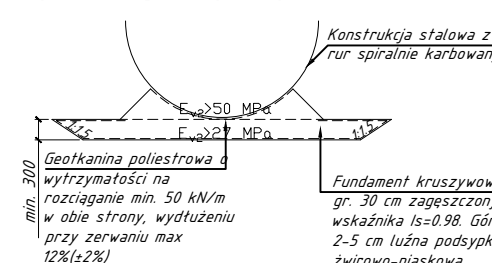 Konstrukcja stalowa z
rur spiralnie karbowan
Ev2>50 MPa
Ev2>27 MPa
1:1.5
1:1.5
min. 300
Geotkanina poliestrowa o
wytrzymałości na
rozciąganie min. 50 kN/m
w obie strony, wydłużeniu
przy zerwaniu max
12%(±2%)
Fundament kruszywow
gr. 30 cm zagęszczon
wskaźnika Is=0.98. Gór
2-5 cm luźna podsypk
żwirowo-piaskowa